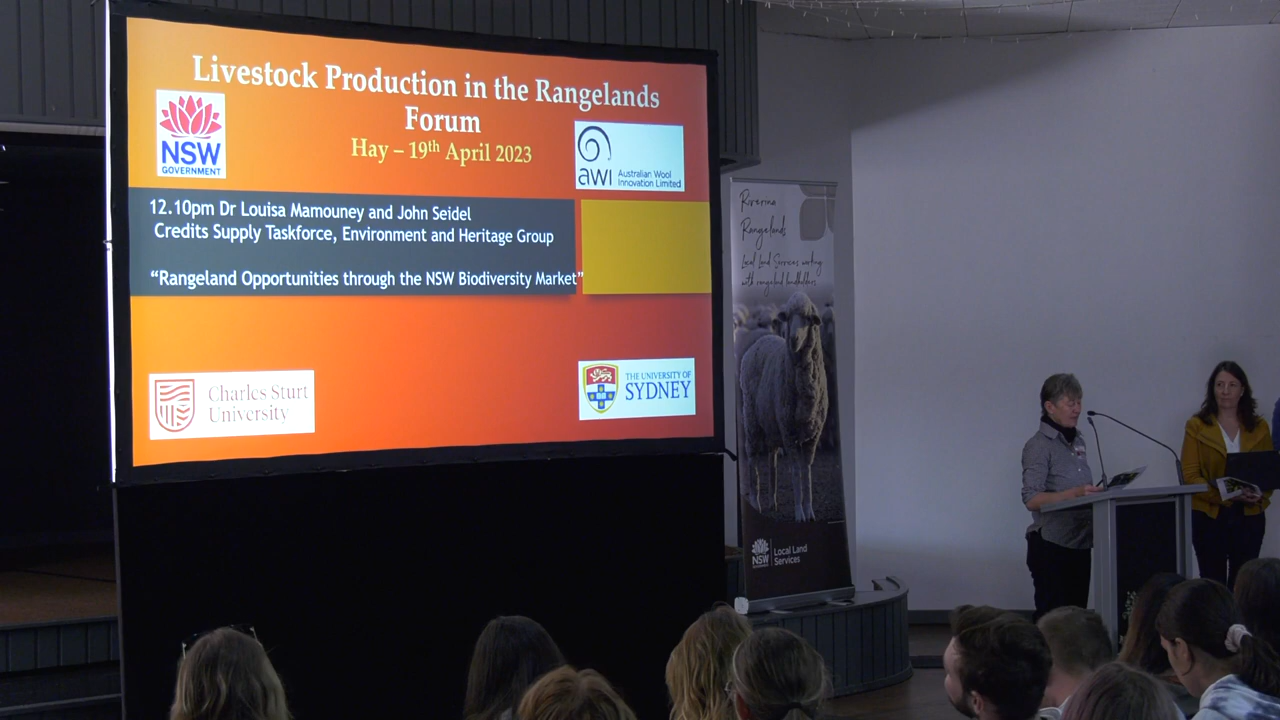 Livestock Production in the Rangelands
Forum
Hay – 19th April 2023
NSW
GOVERNMENT
awi
Australian Wool
Innovation Limited
12.10pm Dr Louisa Mamouney and John Seidel
Credits Supply Taskforce, Environment and Heritage Group
“Rangeland Opportunities through the NSW Biodiversity Market”
Charles Sturt
University
THE UNIVERSITY OF
SYDNEY
Riverina
Rangelands
Local Land Services working
with rangeland landholders
NSW
Local Land
Services